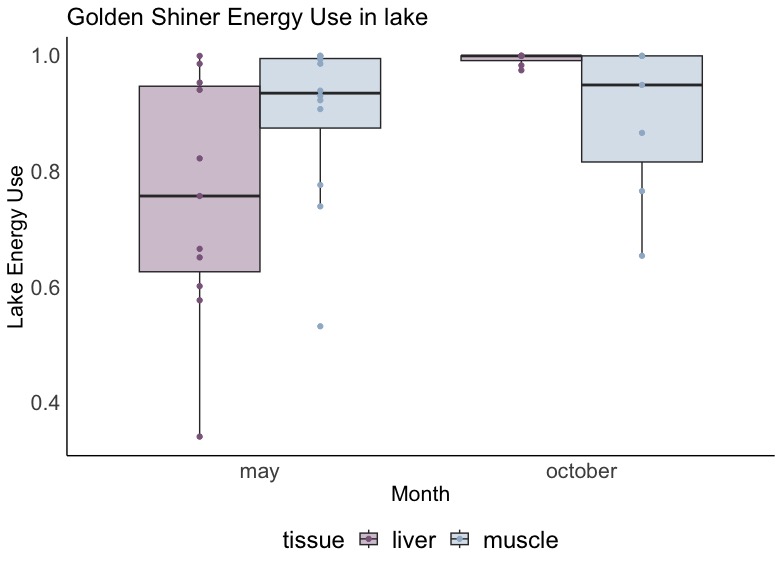 Golden Shiner Energy Use in lake
Lake Energy Use
1.0
0.8
0.6
0.4
may october
Month
tissue liver muscle